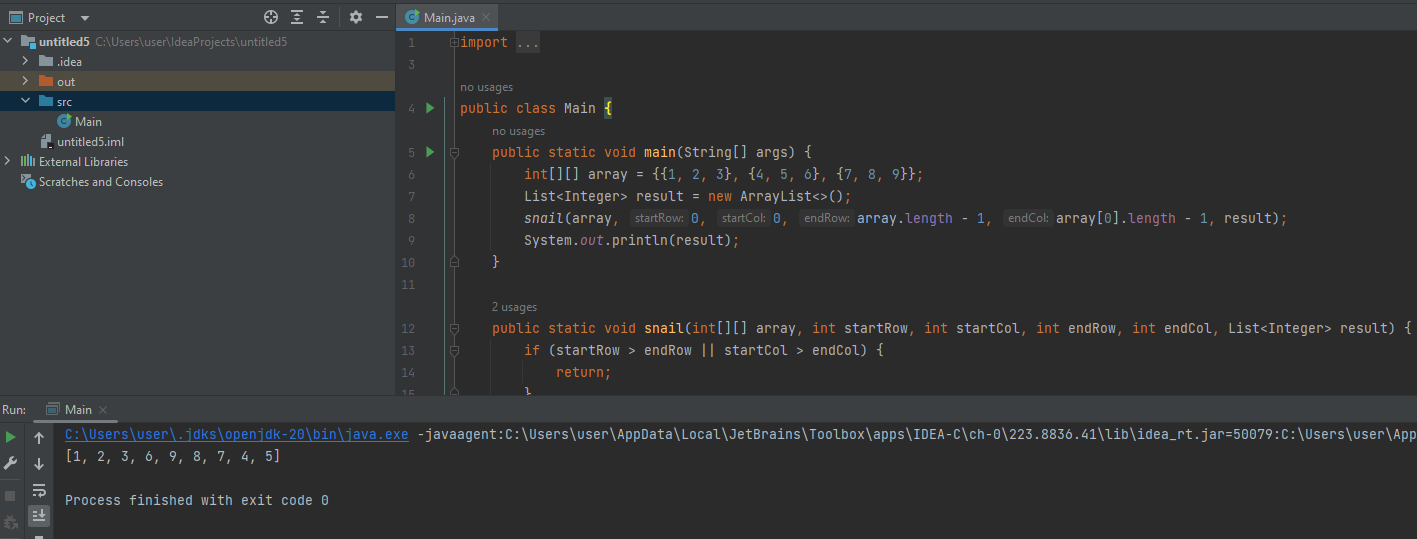 Project
Main.java
untitled5 C:\Users\user\IdeaProjects\untitled5
.idea
out
src
Main
untitled5.iml
External Libraries
Scratches and Consoles
1 import ...
3
no usages
4 public class Main {
no usages
5 public static void main(String[] args) {
6 int[][] array = {{1, 2, 3}, {4, 5, 6}, {7, 8, 9}};
7 List<Integer> result = new ArrayList<>();
8 snail(array, startRow: 0, startCol: 0, endRow: array.length - 1, endCol: array[0].length - 1, result);
9 System.out.println(result);
10 }
11
2 usages
12 public static void snail(int[][] array, int startRow, int startCol, int endRow, int endCol, List<Integer> result) {
13 if (startRow > endRow || startCol > endCol) {
14 return;
15 }
Run: Main
C:\Users\user\.jdks\openjdk-20\bin\java.exe -javaagent:C:\Users\user\AppData\Local\JetBrains\Toolbox\apps\IDEA-C\ch-0\223.8836.41\lib\idea_rt.jar=50079:C:\Users\user\App
[1, 2, 3, 6, 9, 8, 7, 4, 5]
Process finished with exit code 0